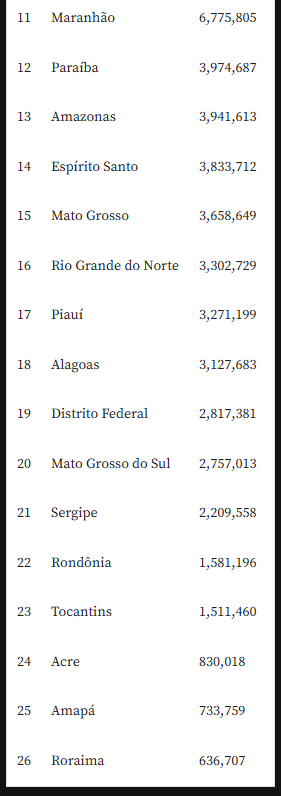 11 Maranhão 6,775,805
12 Paraíba 3,974,687
13 Amazonas 3,941,613
14 Espírito Santo 3,833,712
15 Mato Grosso 3,658,649
16 Rio Grande do Norte 3,302,729
17 Piauí 3,271,199
18 Alagoas 3,127,683
19 Distrito Federal 2,817,381
20 Mato Grosso do Sul 2,757,013
21 Sergipe 2,209,558
22 Rondônia 1,581,196
23 Tocantins 1,511,460
24 Acre 830,018
25 Amapá 733,759
26 Roraima 636,707